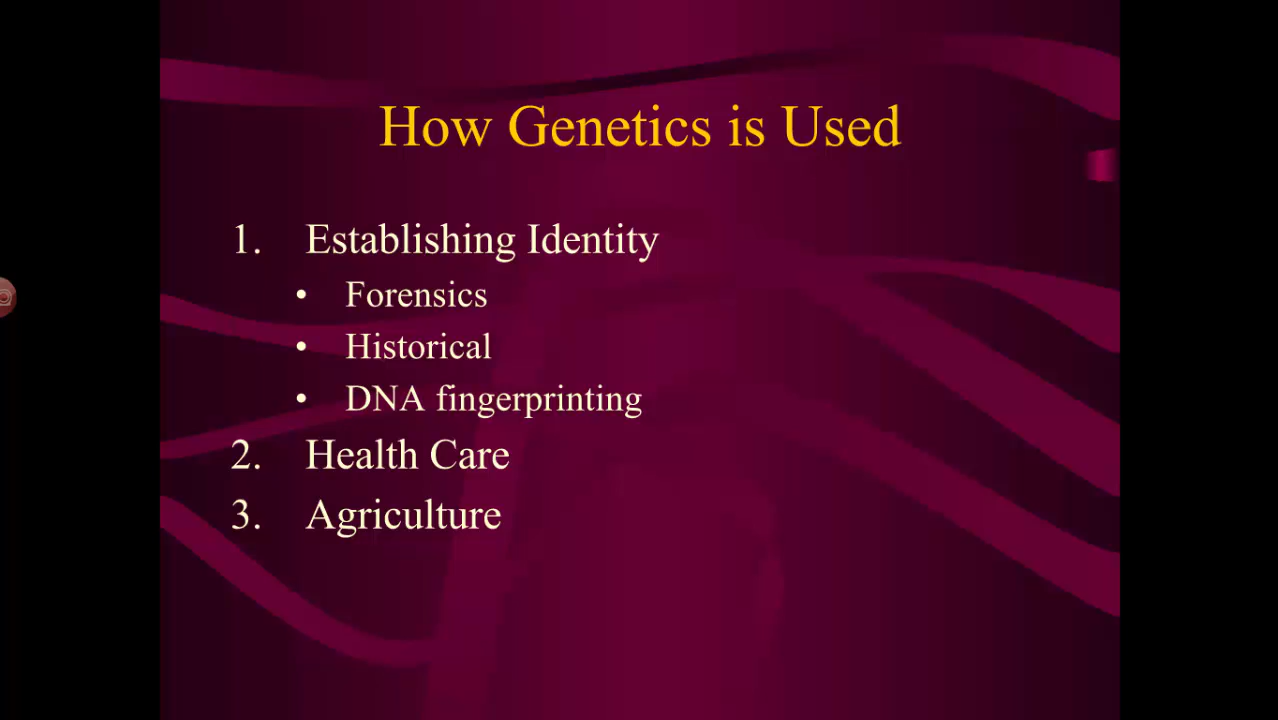 How Genetics is Used
1. Establishing Identity
• Forensics
• Historical
• DNA fingerprinting
2. Health Care
3. Agriculture